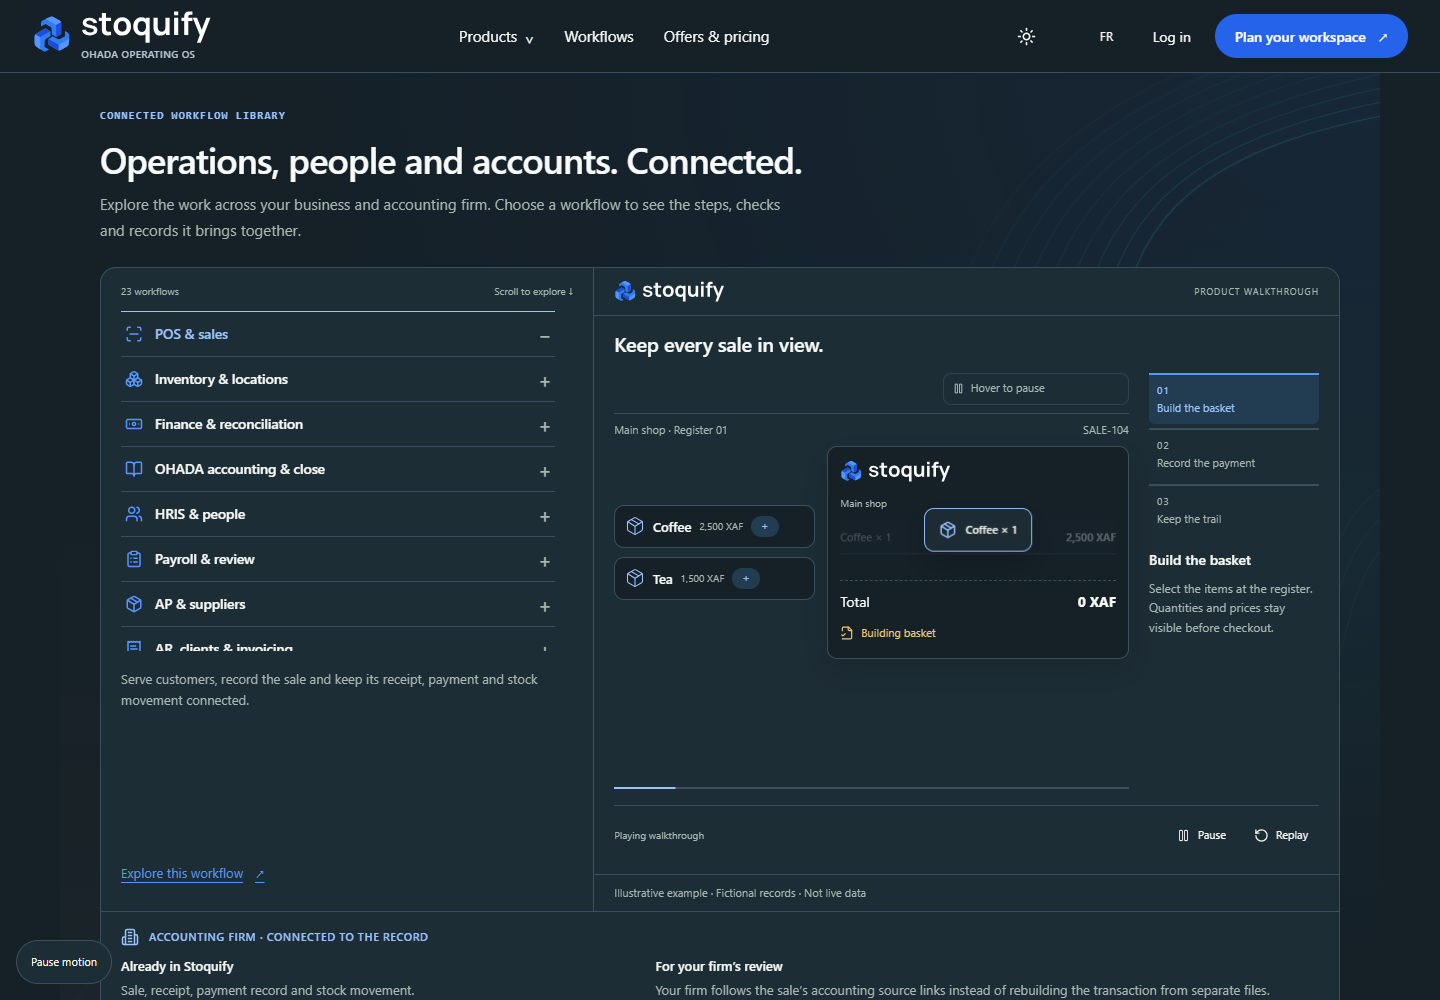 stoquify
OHADA OPERATING OS
Products
Workflows
Offers & pricing
FR
Log in
Plan your workspace ↗
CONNECTED WORKFLOW LIBRARY
Operations, people and accounts. Connected.
Explore the work across your business and accounting firm. Choose a workflow to see the steps, checks
and records it brings together.
23 workflows
Scroll to explore ↓
POS & sales −
Inventory & locations +
Finance & reconciliation +
OHADA accounting & close +
HRIS & people +
Payroll & review +
AP & suppliers +
AR, clients & invoicing
Serve customers, record the sale and keep its receipt, payment and stock
movement connected.
Explore this workflow ↗
stoquify
PRODUCT WALKTHROUGH
Keep every sale in view.
Hover to pause
Main shop · Register 01
SALE-104
Coffee 2,500 XAF +
Tea 1,500 XAF +
stoquify
Main shop
Coffee × 1
2,500 XAF
Coffee × 1
Total
0 XAF
Building basket
01
Build the basket
02
Record the payment
03
Keep the trail
Build the basket
Select the items at the register.
Quantities and prices stay
visible before checkout.
Playing walkthrough
Pause
Replay
Illustrative example · Fictional records · Not live data
ACCOUNTING FIRM · CONNECTED TO THE RECORD
Already in Stoquify
Sale, receipt, payment record and stock movement.
For your firm's review
Your firm follows the sale's accounting source links instead of rebuilding the transaction from separate files.
Pause motion